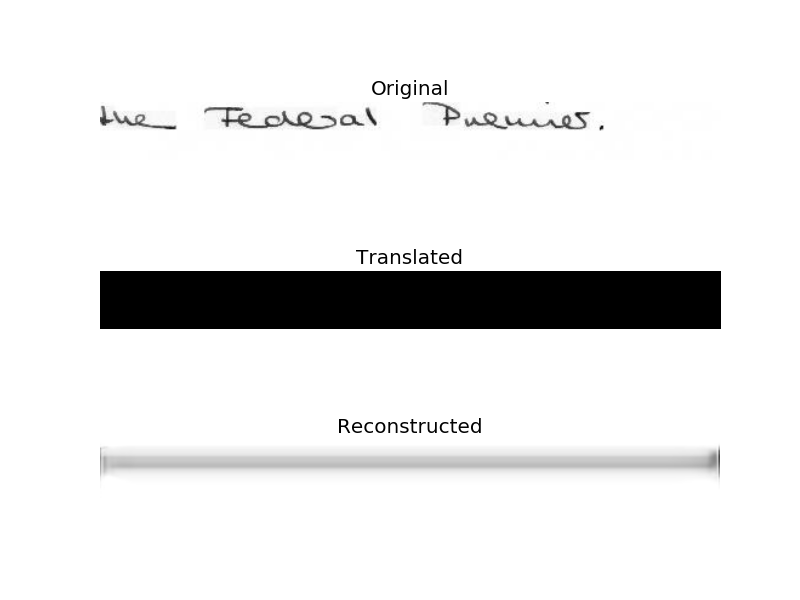 Original
the Federal Premier.
Translated
Reconstructed